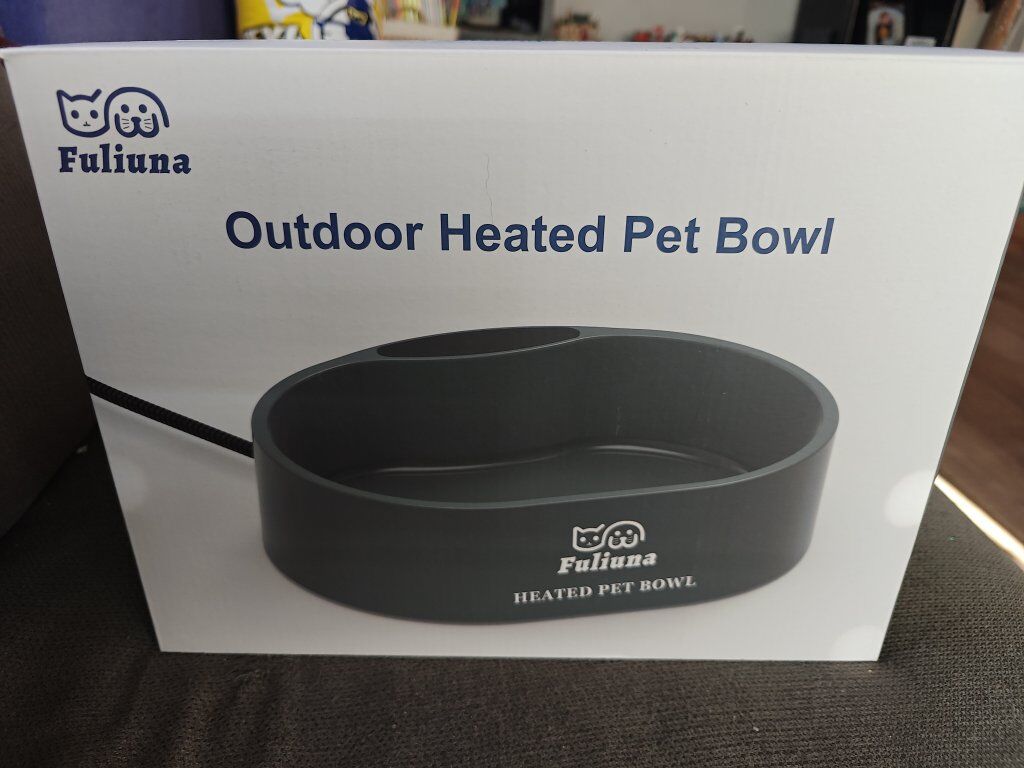 Fuliuna
Outdoor Heated Pet Bowl
Fuliuna
HEATED PET BOWL